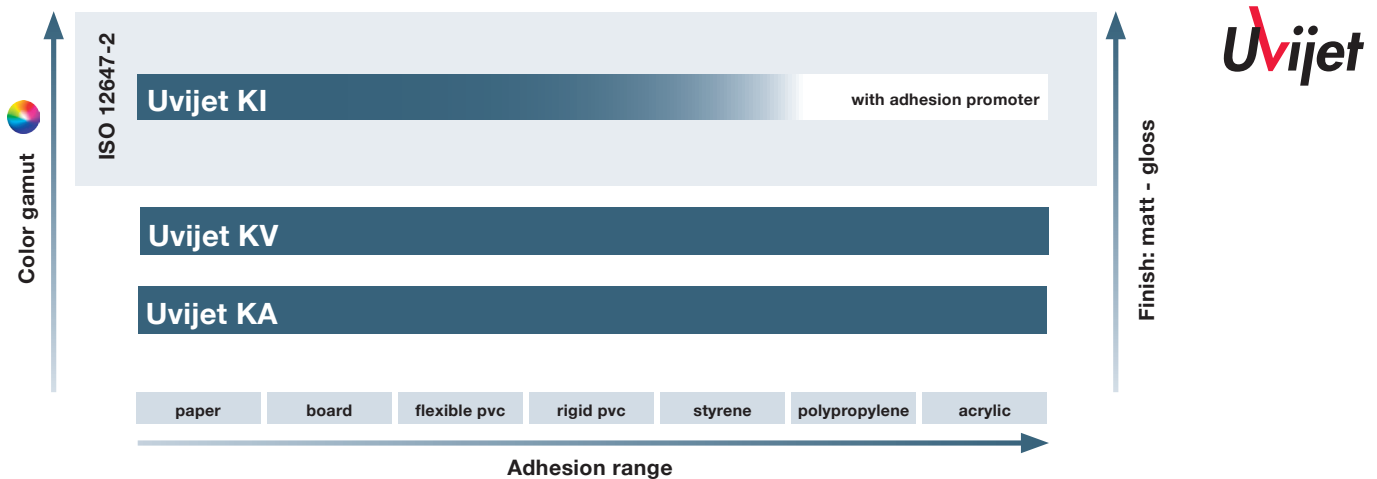 Uvijet
ISO 12647-2
Color gamut
Uvijet KI
with adhesion promoter
Uvijet KV
Uvijet KA
Finish: matt - gloss
paper
board
flexible pvc
rigid pvc
styrene
polypropylene
acrylic
Adhesion range